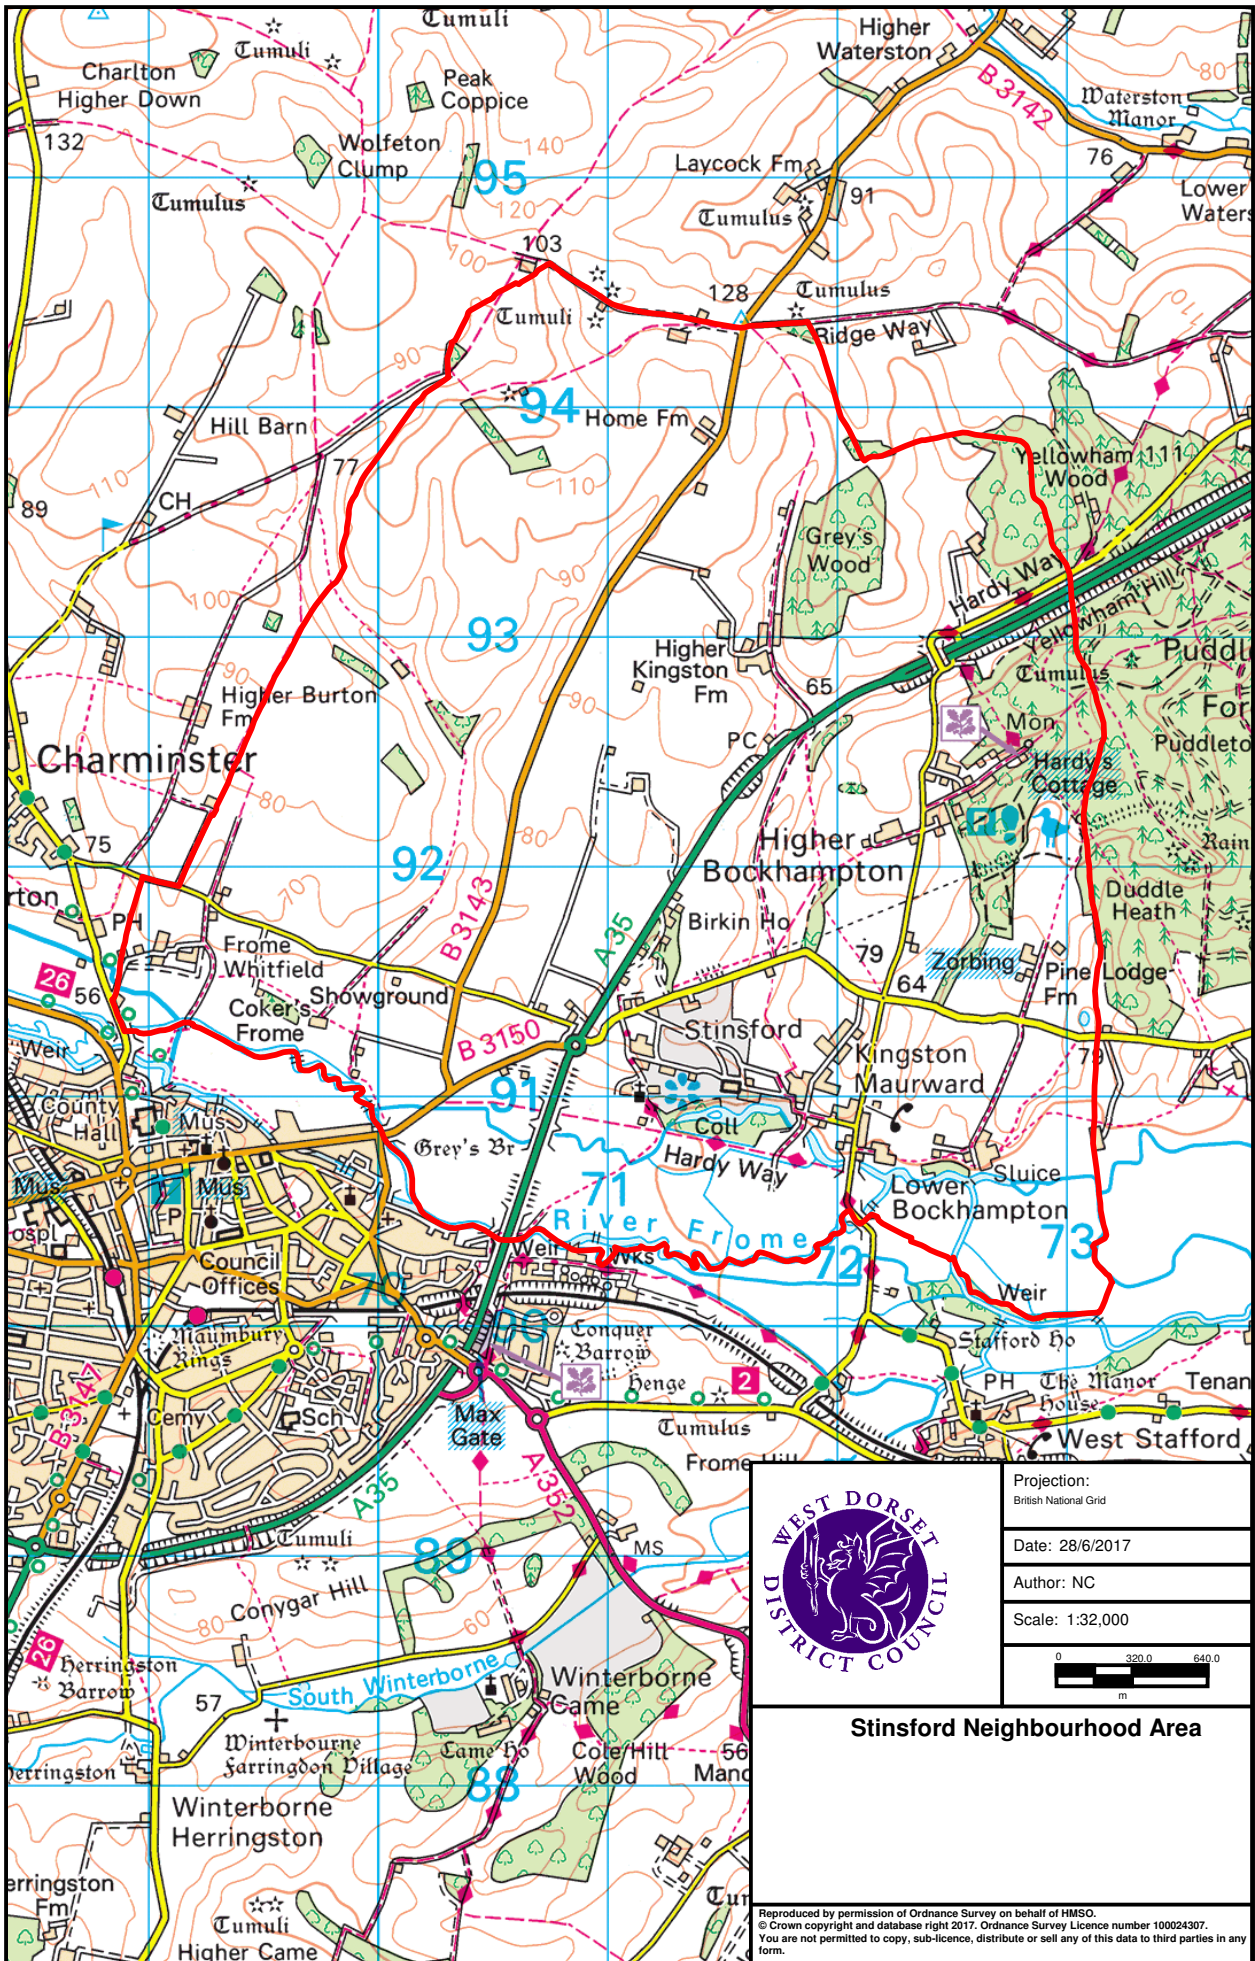 Tumuli
Tumuli
Higher
Waterston
Charlton
Higher Down
Peak
Coppice
B 3142
80
Waterston
Manor
132
Wolfeton
Clump
140
Laycock Fm
76
95
Tumulus
120
Tumulus
91
Lower
Waters
103
100
128
Tumulus
Tumuli
Ridge Way
110
90
94
Home Fm
Hill Barn
77
Yellowham
Wood
111
110
CH
110
89
Grey's
Wood
90
Hardy Way
100
Yellowham Hill
93
Higher
Kingston
Fm
Puddl
Tumulus
90
Higher Burton
Fm
65
90
For
Mon
PC
Puddleto
Charminster
Hardy's
Cottage
80
80
75
Higher
Bockhampton
Rain
92
70
Duddle
Heath
rton
PH
B 3143
A 35
Birkin Ho
Frome
Whitfield
79
Zorbing
Pine Lodge
Fm
26
56
Coker's
Frome
Showground
64
B 3150
Stinsford
Weir
Kingston
Maurward
79
91
County
Hall
Mus
Coll
Grey's Br
Hardy Way
Sluice
Mus
Mus
71
Lower
Bockhampton
P
River Frome
73
ospl
Weir
Wks
72
Council
Offices
70
Weir
90
Maumbury
Rings
Conquer
Barrow
Stafford Ho
B3147
Henge
2
PH
The Manor
House
Tenan
Cemy
Sch
Max
Gate
Tumulus
West Stafford
A 352
Frome Hill
A35
Tumuli
89
MS
Conygar Hill
80
60
26
Herringston
Barrow
South Winterborne
Winterborne
Came
57
Winterbourne
Farringdon Village
Came Ho
Cole Hill
Wood
56
Mano
erringston
88
Winterborne
Herringston
erringston
Fm
Tumuli
Tum
Higher Came
WEST DORSET
DISTRICT COUNCIL
Projection:
British National Grid
Date: 28/6/2017
Author: NC
Scale: 1:32,000
0 320.0 640.0
m
Stinsford Neighbourhood Area
Reproduced by permission of Ordnance Survey on behalf of HMSO.
© Crown copyright and database right 2017. Ordnance Survey Licence number 100024307.
You are not permitted to copy, sub-licence, distribute or sell any of this data to third parties in any
form.